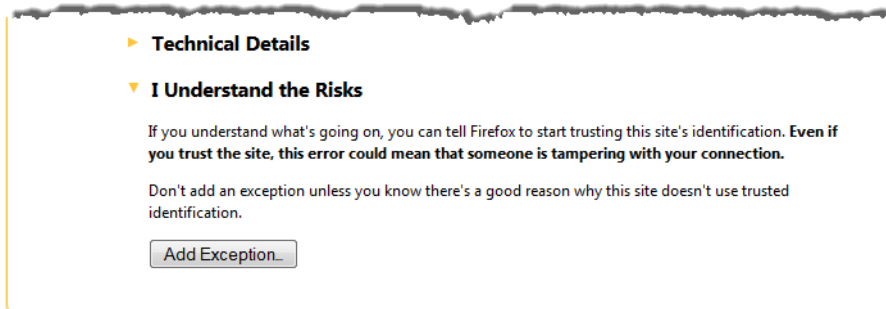 Technical Details
I Understand the Risks
If you understand what's going on, you can tell Firefox to start trusting this site's identification. Even if
you trust the site, this error could mean that someone is tampering with your connection.
Don't add an exception unless you know there's a good reason why this site doesn't use trusted
identification.
Add Exception...